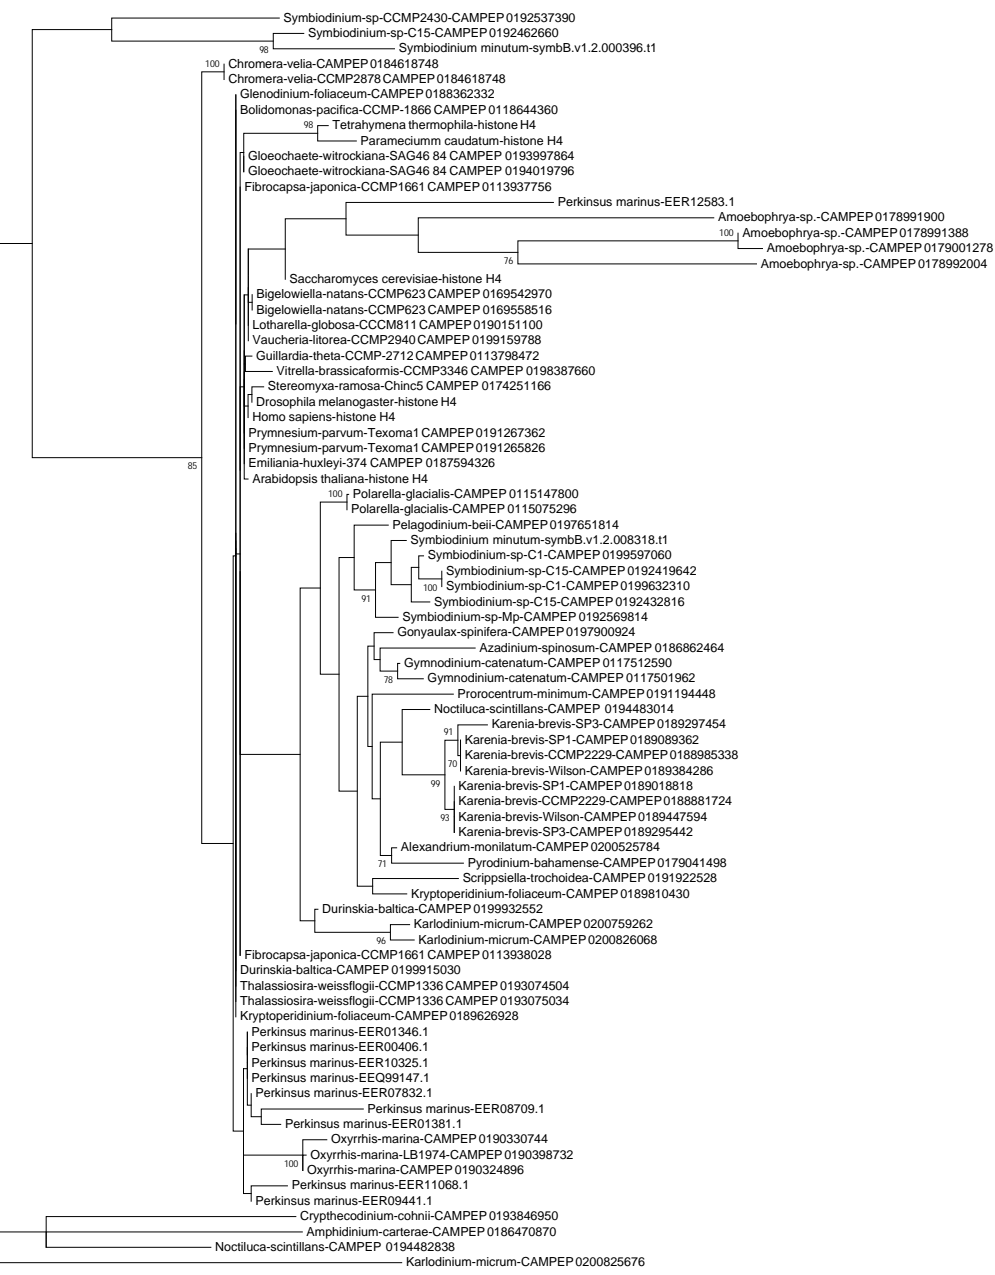 Symbiodinium-sp-CCMP2430-CAMPEP 0192537390
Symbiodinium-sp-C15-CAMPEP 0192462660
98
Symbiodinium minutum-symbB.v1.2.000396.t1
100
Chromera-velia-CAMPEP 0184618748
Chromera-velia-CCMP2878 CAMPEP 0184618748
Glenodinium-foliaceum-CAMPEP 0188362332
Bolidomonas-pacifica-CCMP-1866 CAMPEP 0118644360
98
Tetrahymena thermophila-histone H4
Parameciumm caudatum-histone H4
Gloeochaete-witrockiana-SAG46 84 CAMPEP 0193997864
Gloeochaete-witrockiana-SAG46 84 CAMPEP 0194019796
Fibrocapsa-japonica-CCMP1661 CAMPEP 0113937756
Perkinsus marinus-EER12583.1
Amoebophrya-sp.-CAMPEP 0178991900
100
Amoebophrya-sp.-CAMPEP 0178991388
Amoebophrya-sp.-CAMPEP 0179001278
76
Amoebophrya-sp.-CAMPEP 0178992004
Saccharomyces cerevisiae-histone H4
Bigelowiella-natans-CCMP623 CAMPEP 0169542970
Bigelowiella-natans-CCMP623 CAMPEP 0169558516
Lotharella-globosa-CCCM811 CAMPEP 0190151100
Vaucheria-litorea-CCMP2940 CAMPEP 0199159788
Guillardia-theta-CCMP-2712 CAMPEP 0113798472
Vitrella-brassicaformis-CCMP3346 CAMPEP 0198387660
Stereomyxa-ramosa-Chinc5 CAMPEP 0174251166
Drosophila melanogaster-histone H4
Homo sapiens-histone H4
Prymnesium-parvum-Texoma1 CAMPEP 0191267362
Prymnesium-parvum-Texoma1 CAMPEP 0191265826
Emiliania-huxleyi-374 CAMPEP 0187594326
85
Arabidopsis thaliana-histone H4
100
Polarella-glacialis-CAMPEP 0115147800
Polarella-glacialis-CAMPEP 0115075296
Pelagodinium-beii-CAMPEP 0197651814
Symbiodinium minutum-symbB.v1.2.008318.t1
Symbiodinium-sp-C1-CAMPEP 0199597060
Symbiodinium-sp-C15-CAMPEP 0192419642
100
Symbiodinium-sp-C1-CAMPEP 0199632310
91
Symbiodinium-sp-C15-CAMPEP 0192432816
Symbiodinium-sp-Mp-CAMPEP 0192569814
Gonyaulax-spinifera-CAMPEP 0197900924
Azadinium-spinosum-CAMPEP 0186862464
Gymnodinium-catenatum-CAMPEP 0117512590
78
Gymnodinium-catenatum-CAMPEP 0117501962
Prorocentrum-minimum-CAMPEP 0191194448
Noctiluca-scintillans-CAMPEP 0194483014
Karenia-brevis-SP3-CAMPEP 0189297454
91
Karenia-brevis-SP1-CAMPEP 0189089362
Karenia-brevis-CCMP2229-CAMPEP 0188985338
70
Karenia-brevis-Wilson-CAMPEP 0189384286
99
Karenia-brevis-SP1-CAMPEP 0189018818
Karenia-brevis-CCMP2229-CAMPEP 0188881724
93
Karenia-brevis-Wilson-CAMPEP 0189447594
Karenia-brevis-SP3-CAMPEP 0189295442
Alexandrium-monilatum-CAMPEP 0200525784
71
Pyrodinium-bahamense-CAMPEP 0179041498
Scrippsiella-trochoidea-CAMPEP 0191922528
Kryptoperidinium-foliaceum-CAMPEP 0189810430
Durinskia-baltica-CAMPEP 0199932552
Karlodinium-micrum-CAMPEP 0200759262
96
Karlodinium-micrum-CAMPEP 0200826068
Fibrocapsa-japonica-CCMP1661 CAMPEP 0113938028
Durinskia-baltica-CAMPEP 0199915030
Thalassiosira-weissflogii-CCMP1336 CAMPEP 0193074504
Thalassiosira-weissflogii-CCMP1336 CAMPEP 0193075034
Kryptoperidinium-foliaceum-CAMPEP 0189626928
Perkinsus marinus-EER01346.1
Perkinsus marinus-EER00406.1
Perkinsus marinus-EER10325.1
Perkinsus marinus-EEQ99147.1
Perkinsus marinus-EER07832.1
Perkinsus marinus-EER08709.1
Perkinsus marinus-EER01381.1
Oxyrrhis-marina-CAMPEP 0190330744
Oxyrrhis-marina-LB1974-CAMPEP 0190398732
100
Oxyrrhis-marina-CAMPEP 0190324896
Perkinsus marinus-EER11068.1
Perkinsus marinus-EER09441.1
Crypthecodinium-cohnii-CAMPEP 0193846950
Amphidinium-carterae-CAMPEP 0186470870
Noctiluca-scintillans-CAMPEP 0194482838
Karlodinium-micrum-CAMPEP 0200825676